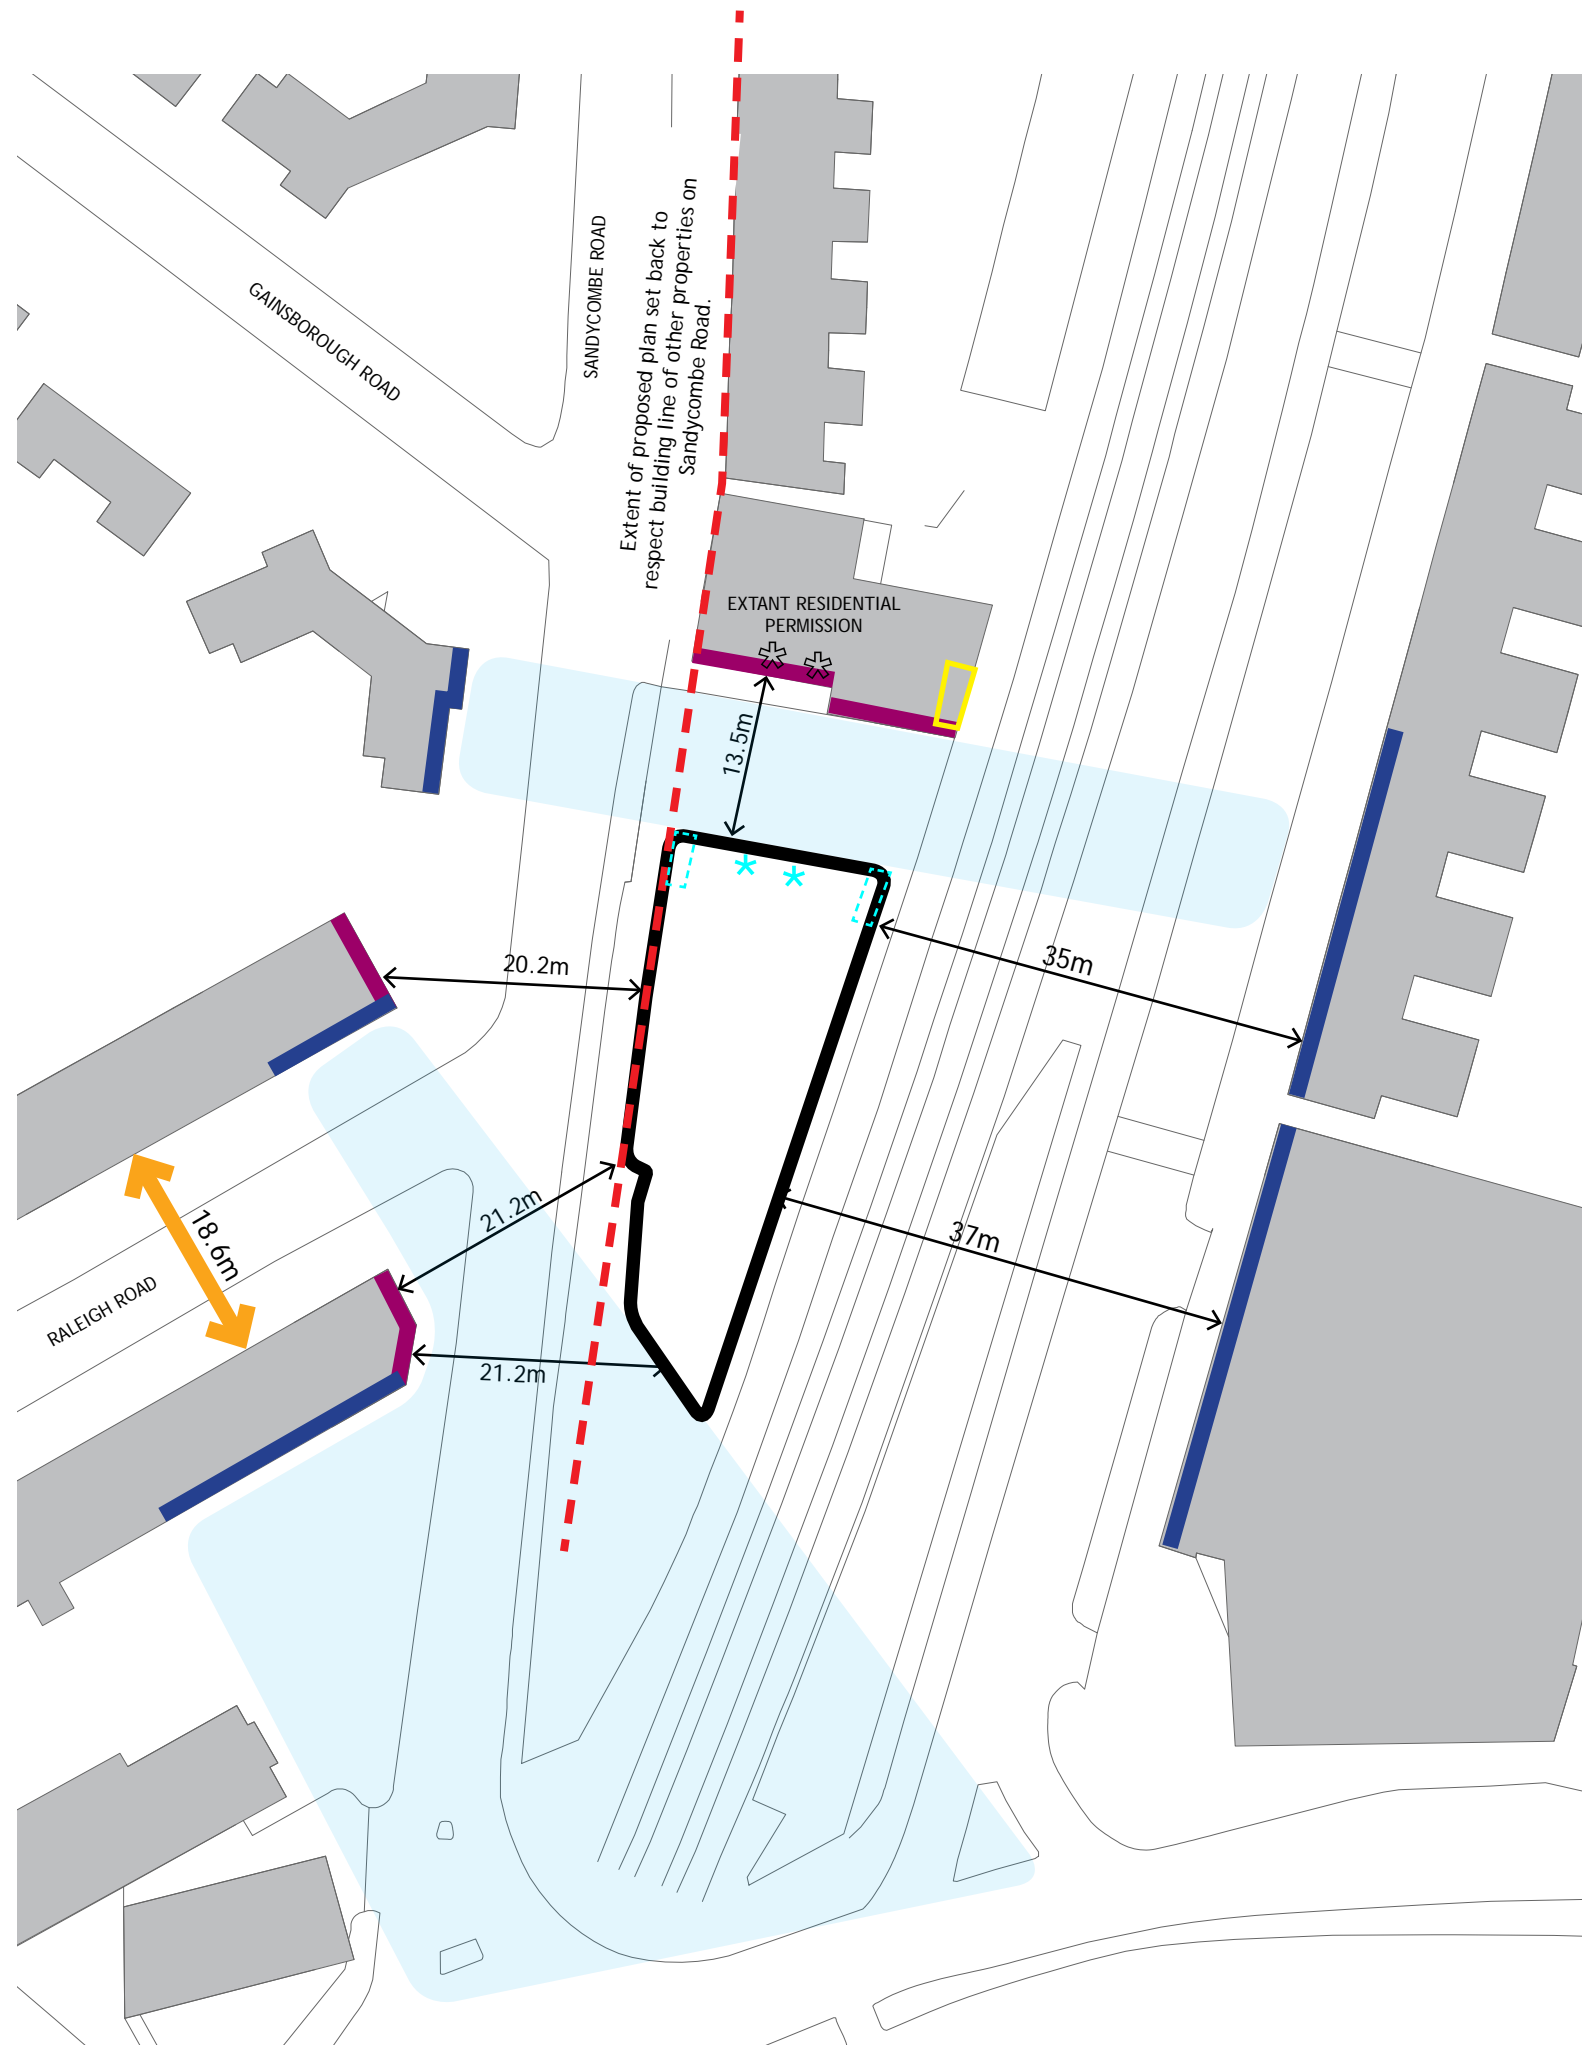 SANDYCOMBE ROAD
Extent of proposed plan set back to
respect building line of other properties on
Sandycombe Road.
GAINSBOROUGH ROAD
EXTANT RESIDENTIAL
PERMISSION
13.5m
20.2m
35m
21.2m
18.6m
37m
RALEIGH ROAD
21.2m